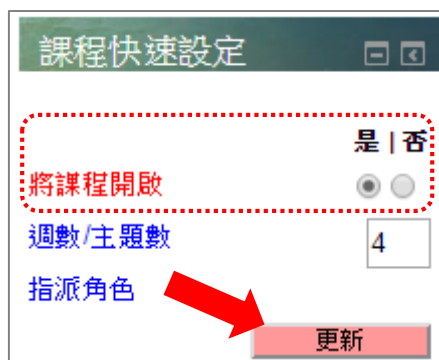 課程快速設定
是 | 否
將課程開啟
週數/主題數 4
指派角色
更新